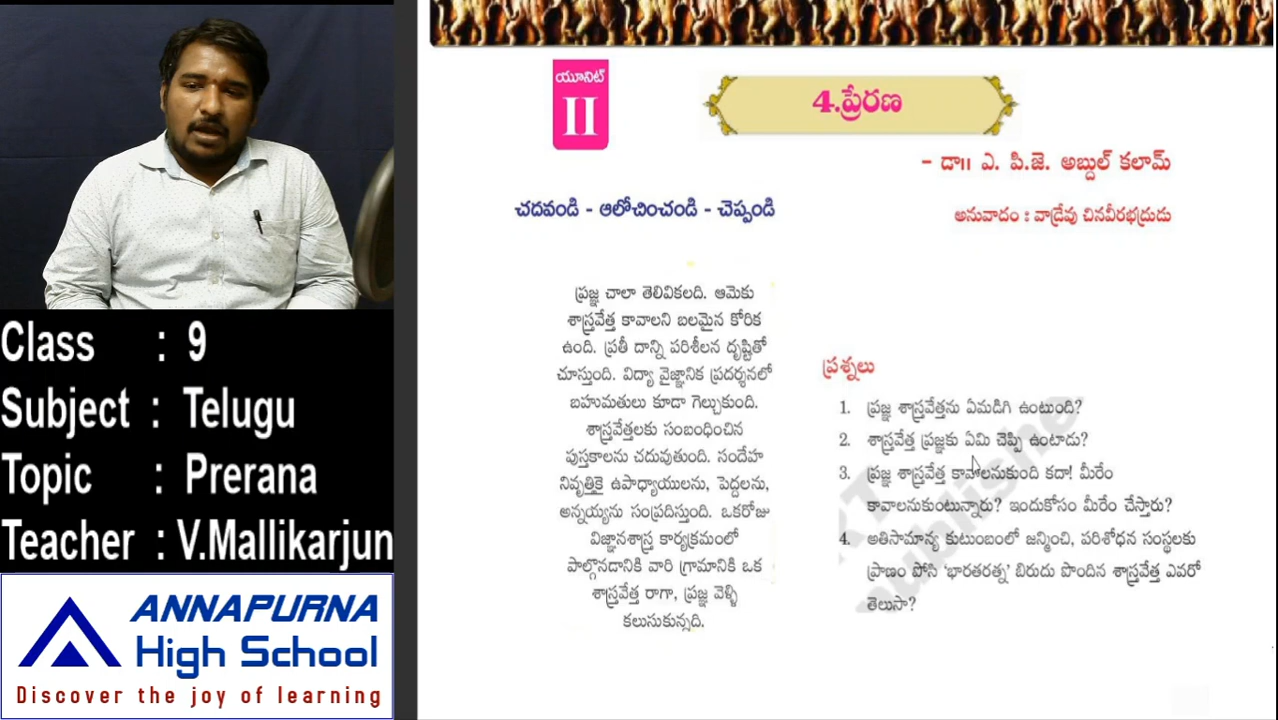 యూనిట్
II
4.ప్రేరణ
- డా॥ ఎ. పి.జె. అబ్దుల్ కలామ్
చదవండి - ఆలోచించండి - చెప్పండి
అనువాదం : వాడ్రేవు చినవీరభద్రుడు
ప్రజ్ఞ చాలా తెలివికలది. ఆమెకు
శాస్త్రవేత్త కావాలని బలమైన కోరిక
ఉంది. ప్రతీ దాన్ని పరిశీలన దృష్టితో
చూస్తుంది. విద్యా వైజ్ఞానిక ప్రదర్శనలో
బహుమతులు కూడా గెల్చుకుంది.
శాస్త్రవేత్తలకు సంబంధించిన
పుస్తకాలను చదువుతుంది. సందేహ
నివృత్తికై ఉపాధ్యాయులను, పెద్దలను,
అన్నయ్యను సంప్రదిస్తుంది. ఒకరోజు
విజ్ఞానశాస్త్ర కార్యక్రమంలో
పాల్గొనడానికి వారి గ్రామానికి ఒక
శాస్త్రవేత్త రాగా, ప్రజ్ఞ వెళ్ళి
కలుసుకున్నది.
ప్రశ్నలు
1. ప్రజ్ఞ శాస్త్రవేత్తను ఏమడిగి ఉంటుంది?
2. శాస్త్రవేత్త ప్రజ్ఞకు ఏమి చెప్పి ఉంటాడు?
3. ప్రజ్ఞ శాస్త్రవేత్త కావాలనుకుంది కదా! మీరేం
కావాలనుకుంటున్నారు? ఇందుకోసం మీరేం చేస్తారు?
4. అతిసామాన్య కుటుంబంలో జన్మించి, పరిశోధన సంస్థలకు
ప్రాణం పోసి 'భారతరత్న' బిరుదు పొందిన శాస్త్రవేత్త ఎవరో
తెలుసా?
Class : 9
Subject : Telugu
Topic : Prerana
Teacher : V.Mallikarjun
ANNAPURNA
High School
Discover the joy of learning